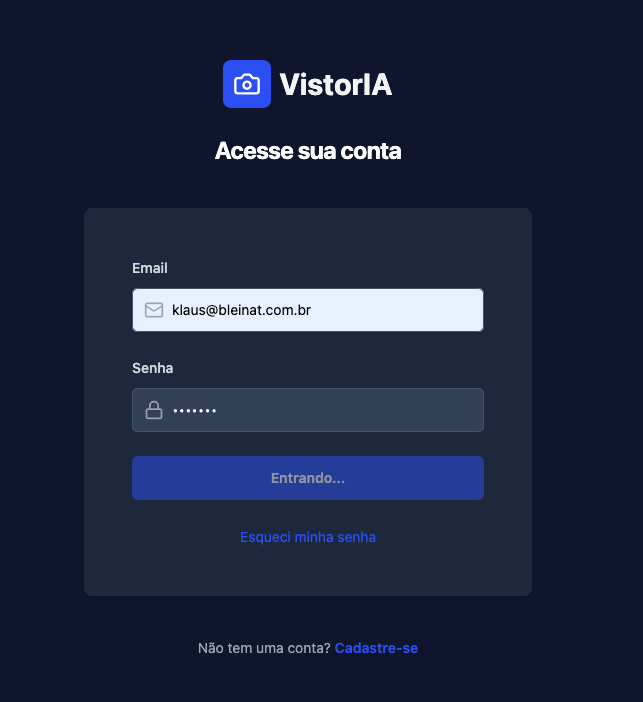 VistorIA
Acesse sua conta
Email
klaus@bleinat.com.br
Senha
•••••••
Entrando...
Esqueci minha senha
Não tem uma conta? Cadastre-se